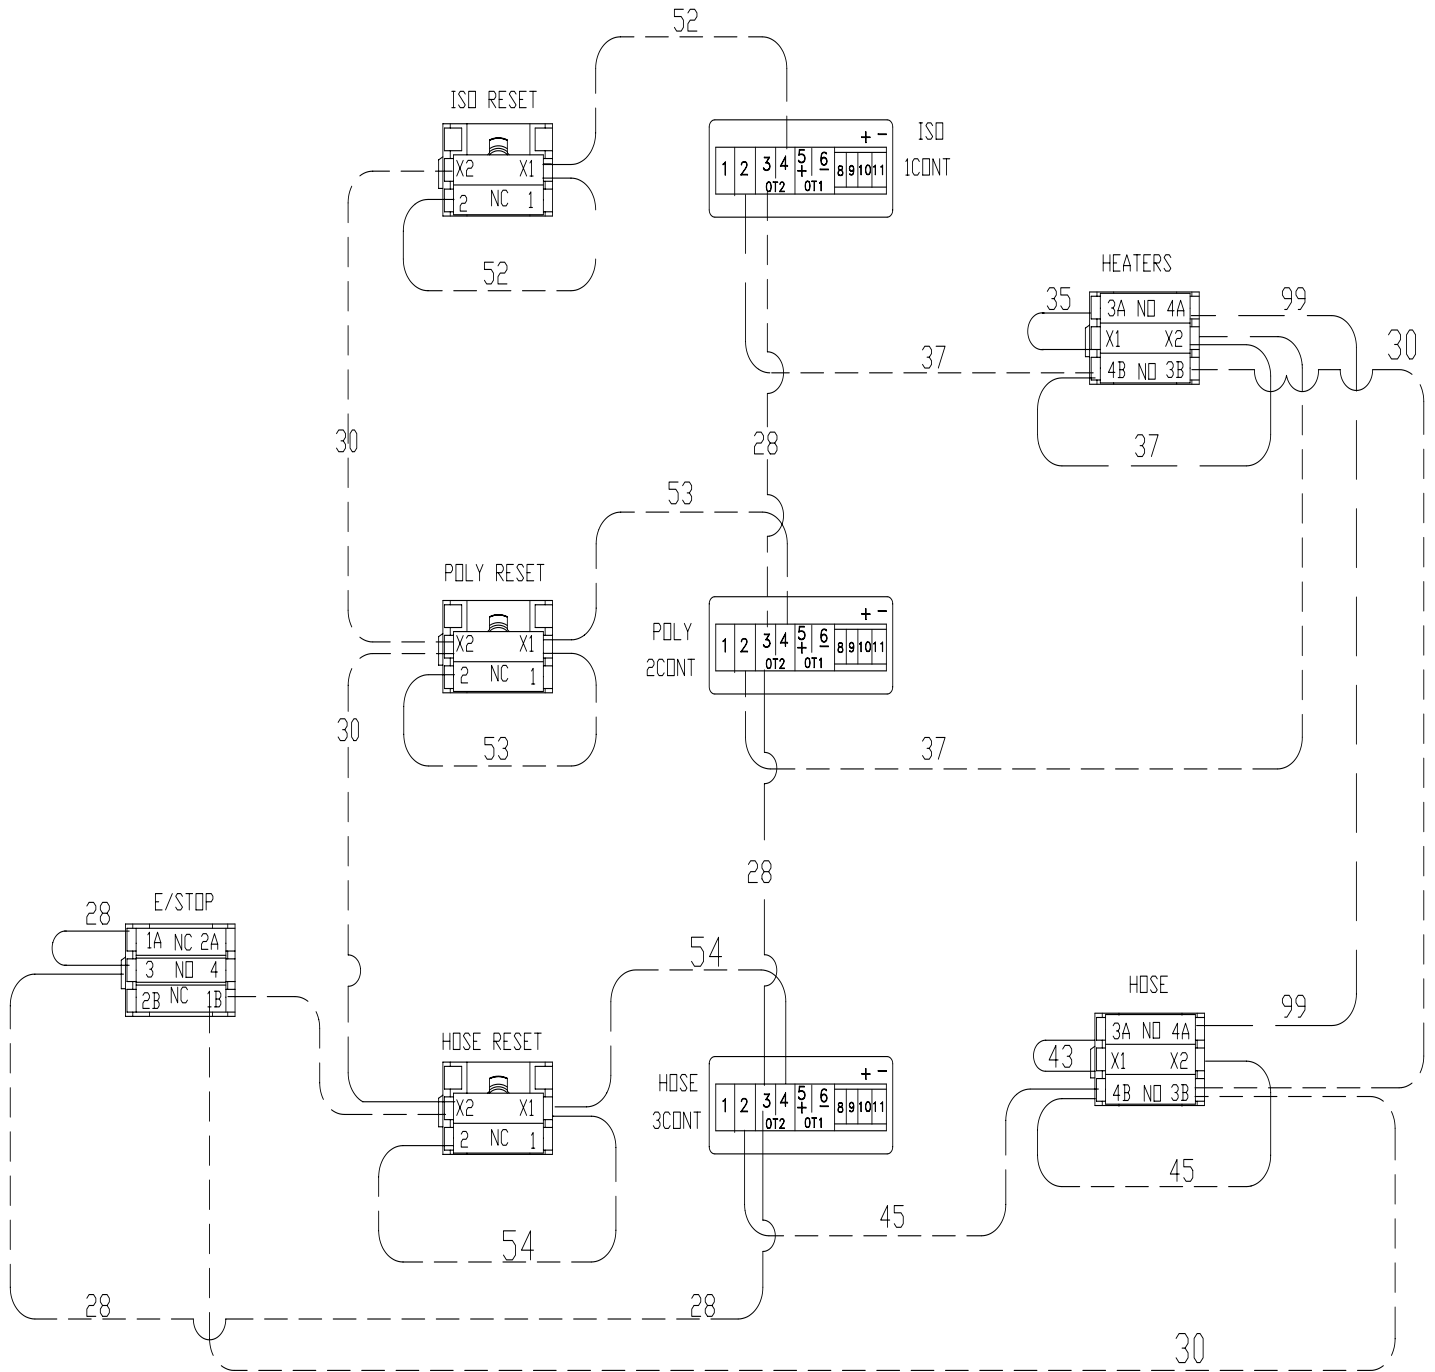 52
ISO RESET
X2 X1
2 NC 1
52
+ -
1 2 3 4 5 6 8 9 10 11
+ -
OT2 OT1
ISO
1CONT
HEATERS
35
3A NO 4A
X1 X2
4B NO 3B
99
30
37
37
30
28
53
POLY RESET
X2 X1
2 NC 1
53
POLY
2CONT
+ -
1 2 3 4 5 6 8 9 10 11
+ -
OT2 OT1
30
37
28
E/STOP
28
1A NC 2A
3 NO 4
2B NC 1B
54
HOSE RESET
X2 X1
2 NC 1
54
HOSE
3CONT
+ -
1 2 3 4 5 6 8 9 10 11
+ -
OT2 OT1
HOSE
3A NO 4A
43
X1 X2
4B NO 3B
99
45
45
28
28
30